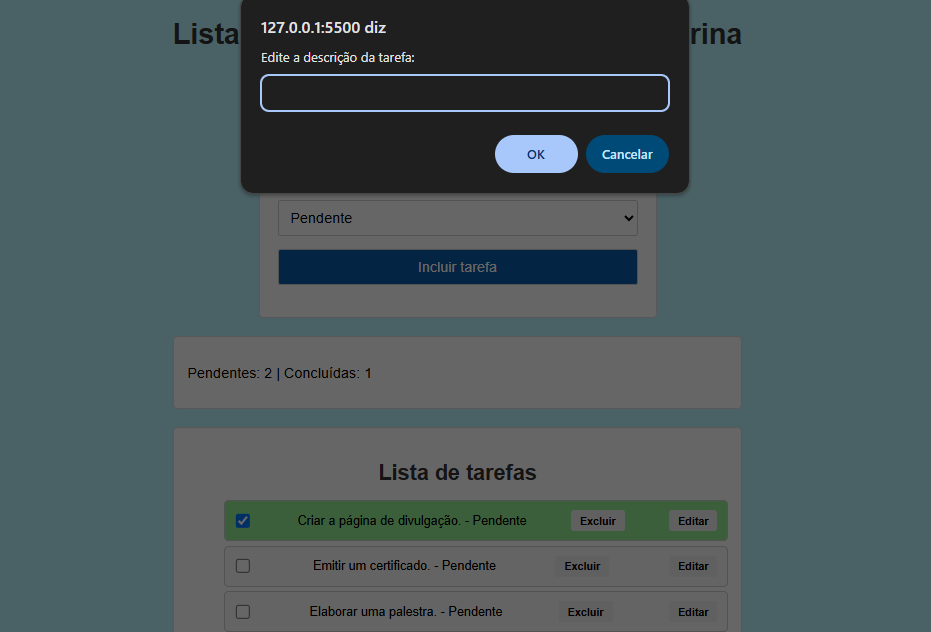 127.0.0.1:5500 diz
Edite a descrição da tarefa:
OK Cancelar
Lista rina
Pendente
Incluir tarefa
Pendentes: 2 | Concluídas: 1
Lista de tarefas
Criar a página de divulgação. - Pendente Excluir Editar
Emitir um certificado. - Pendente Excluir Editar
Elaborar uma palestra. - Pendente Excluir Editar